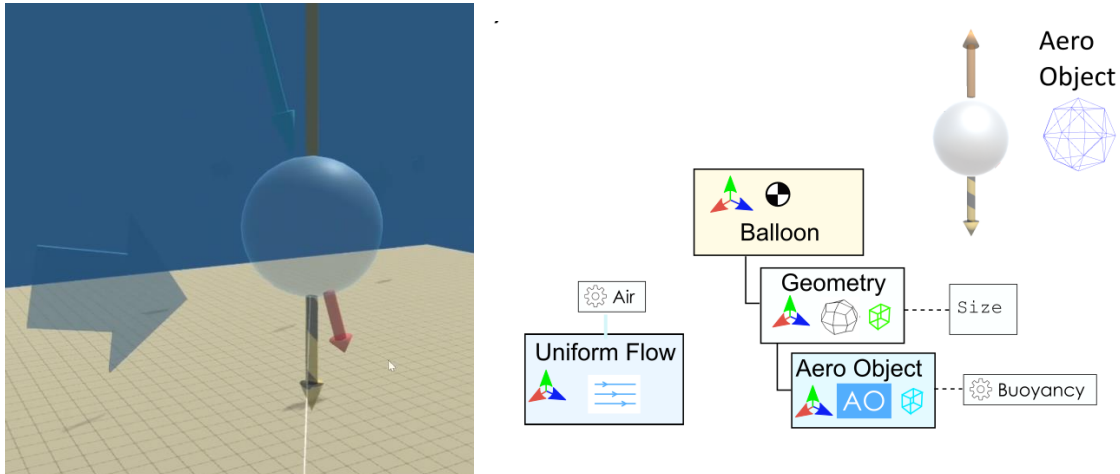 Aero
Object
Balloon
Geometry
Size
Air
Uniform Flow
Aero Object
AO
Buoyancy